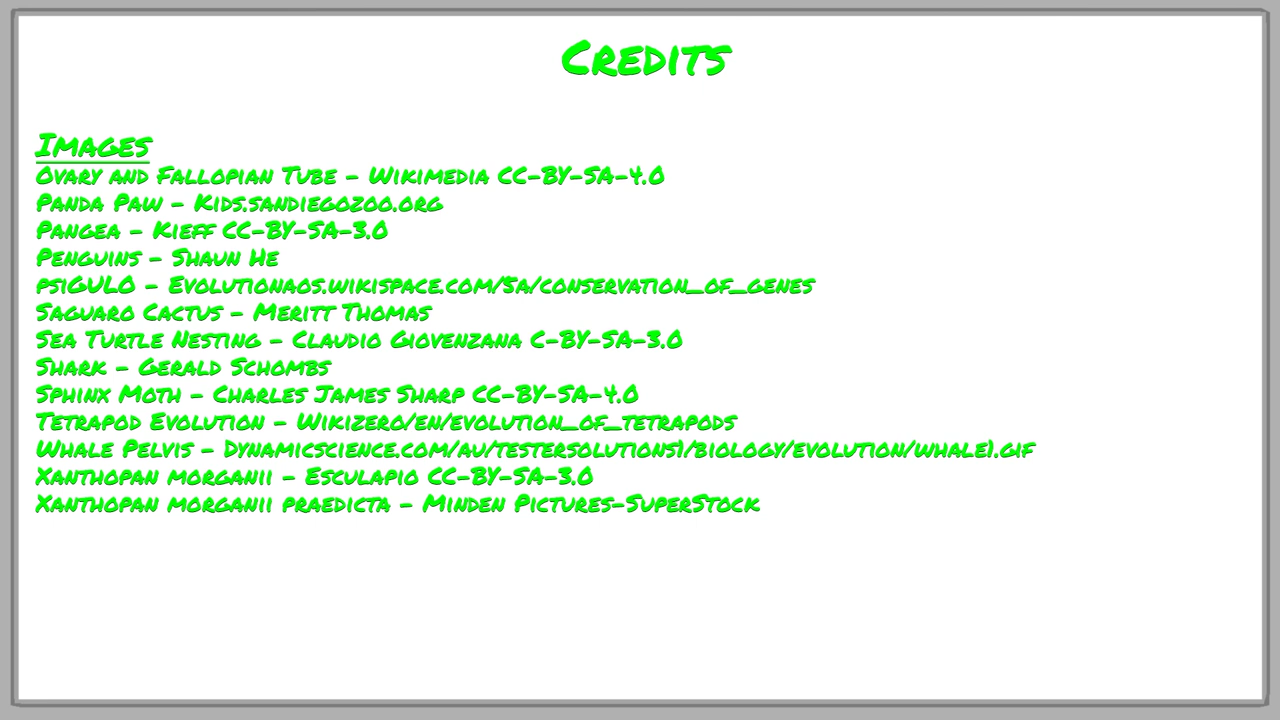 Credits
Images
Ovary and Fallopian Tube - Wikimedia CC-BY-SA-4.0
Panda Paw - Kids.sandiegozoo.org
Pangea - Kieff CC-BY-SA-3.0
Penguins - Shaun He
psiGULO - Evolutionaos.wikispace.com/5a/conservation_of_genes
Saguaro Cactus - Meritt Thomas
Sea Turtle Nesting - Claudio Giovenzana C-BY-SA-3.0
Shark - Gerald Schombs
Sphinx Moth - Charles James Sharp CC-BY-SA-4.0
Tetrapod Evolution - Wikizero/en/evolution_of_tetrapods
Whale Pelvis - Dynamicscience.com/au/testersolutions1/biology/evolution/whale1.gif
Xanthopan morganii - Esculapio CC-BY-SA-3.0
Xanthopan morganii praedicta - Minden Pictures-SuperStock